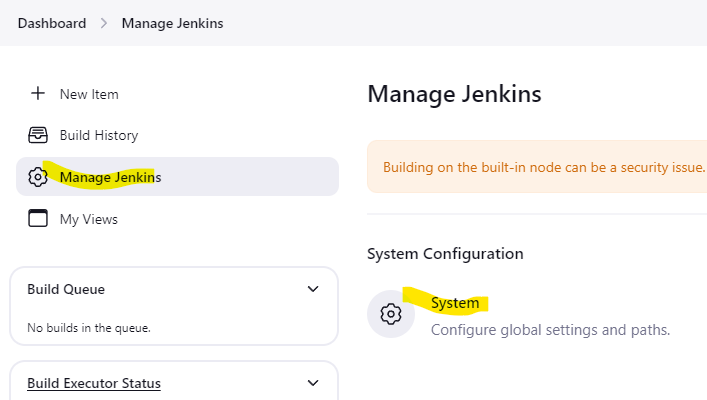 Dashboard > Manage Jenkins
New Item
Build History
Manage Jenkins
My Views
Build Queue
No builds in the queue.
Build Executor Status
Manage Jenkins
Building on the built-in node can be a security issue.
System Configuration
System
Configure global settings and paths.